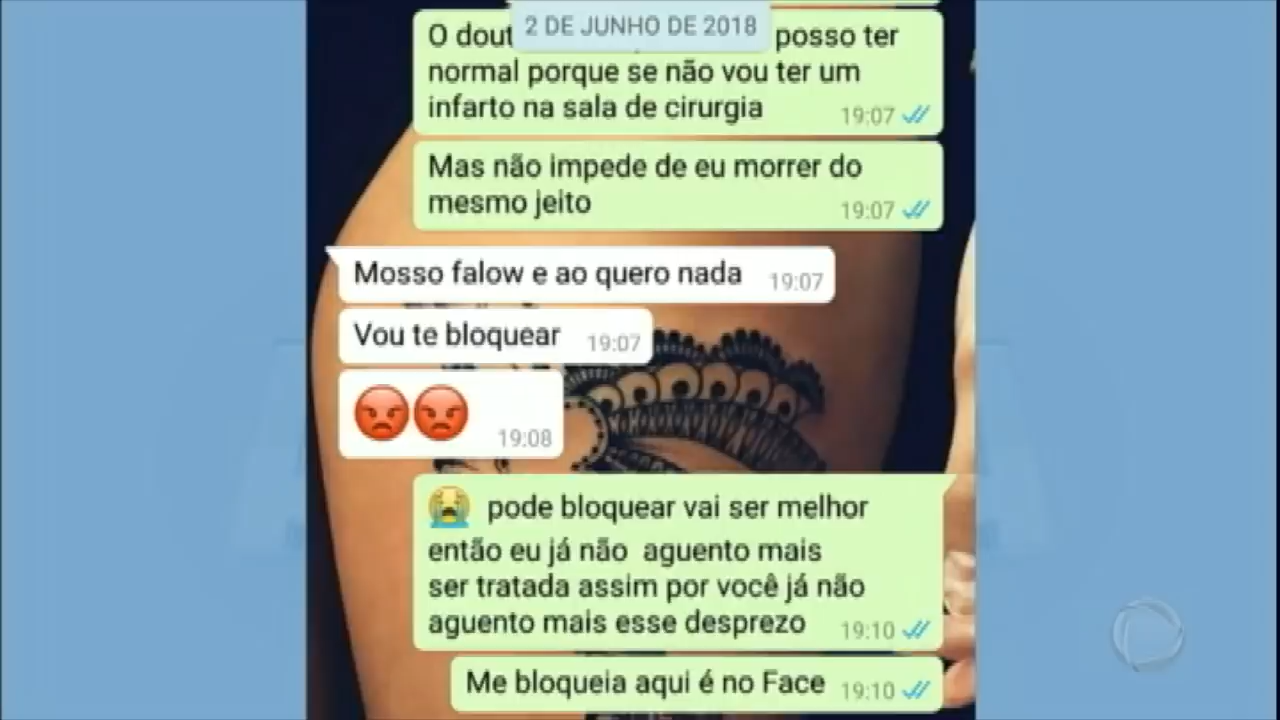 2 DE JUNHO DE 2018
O dout posso ter
normal porque se não vou ter um
infarto na sala de cirurgia 19:07
Mas não impede de eu morrer do
mesmo jeito 19:07
Mosso falow e ao quero nada 19:07
Vou te bloquear 19:07
19:08
pode bloquear vai ser melhor
então eu já não aguento mais
ser tratada assim por você já não
aguento mais esse desprezo 19:10
Me bloqueia aqui é no Face 19:10